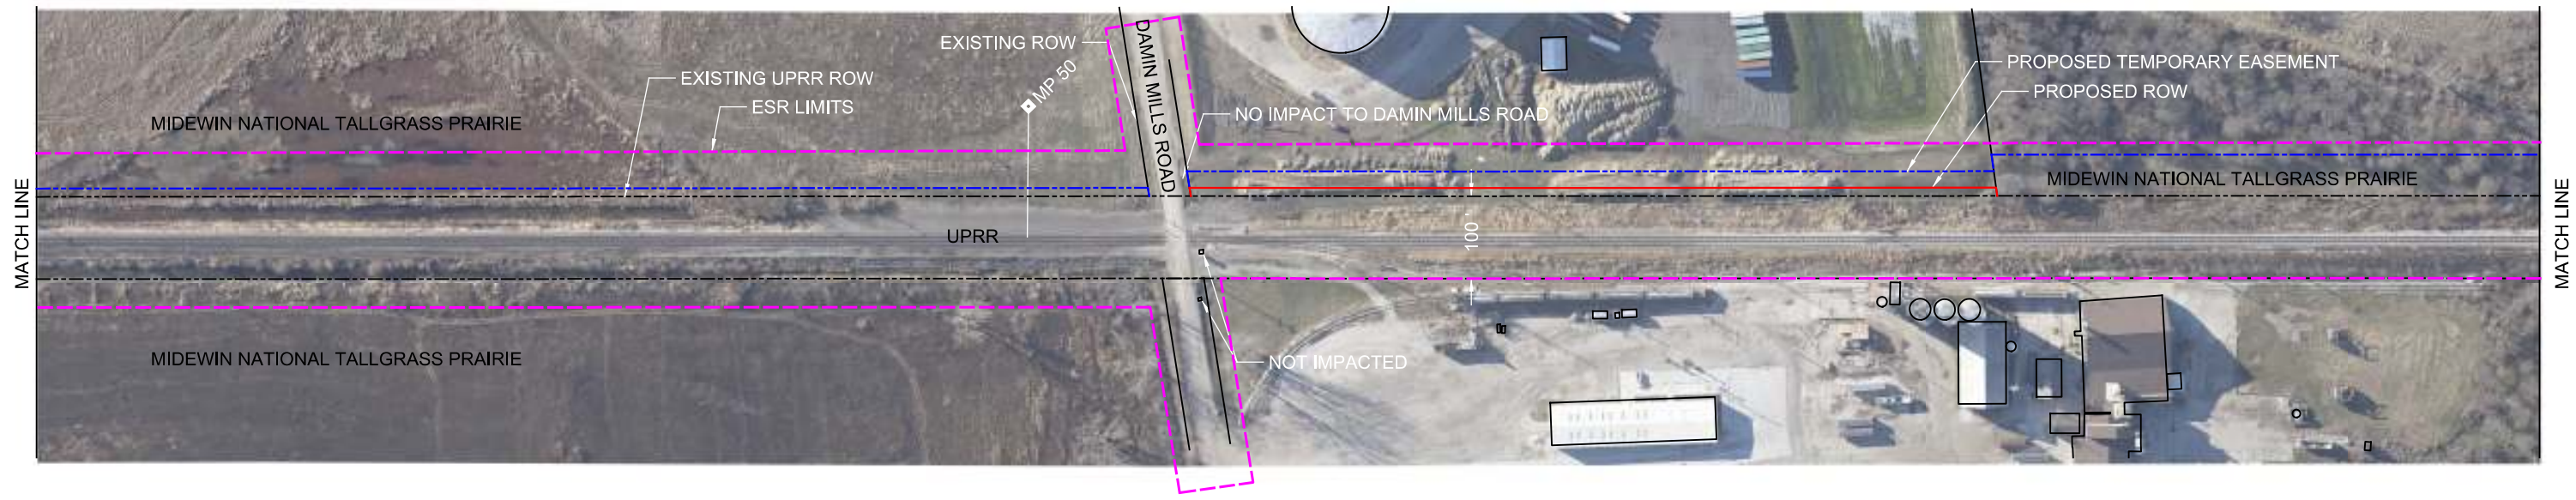 MATCH LINE
MIDEWIN NATIONAL TALLGRASS PRAIRIE
EXISTING UPRR ROW
ESR LIMITS
EXISTING ROW
MP 50
DAMIN MILLS ROAD
NO IMPACT TO DAMIN MILLS ROAD
PROPOSED TEMPORARY EASEMENT
PROPOSED ROW
MIDEWIN NATIONAL TALLGRASS PRAIRIE
UPRR
100'
MIDEWIN NATIONAL TALLGRASS PRAIRIE
NOT IMPACTED
MATCH LINE